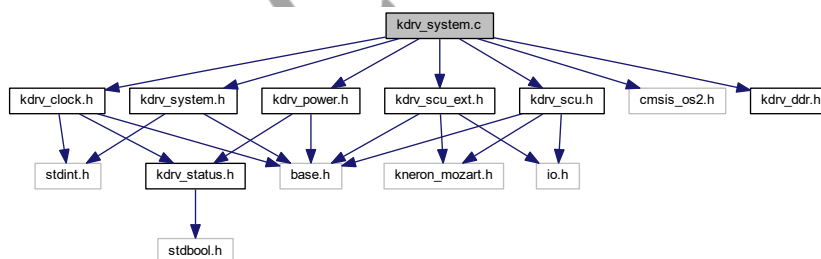 kdrv_system.c
kdrv_clock.h kdrv_system.h kdrv_power.h kdrv_scu_ext.h kdrv_scu.h cmsis_os2.h kdrv_ddr.h
stdint.h kdrv_status.h base.h kneron_mozart.h io.h
stdbool.h